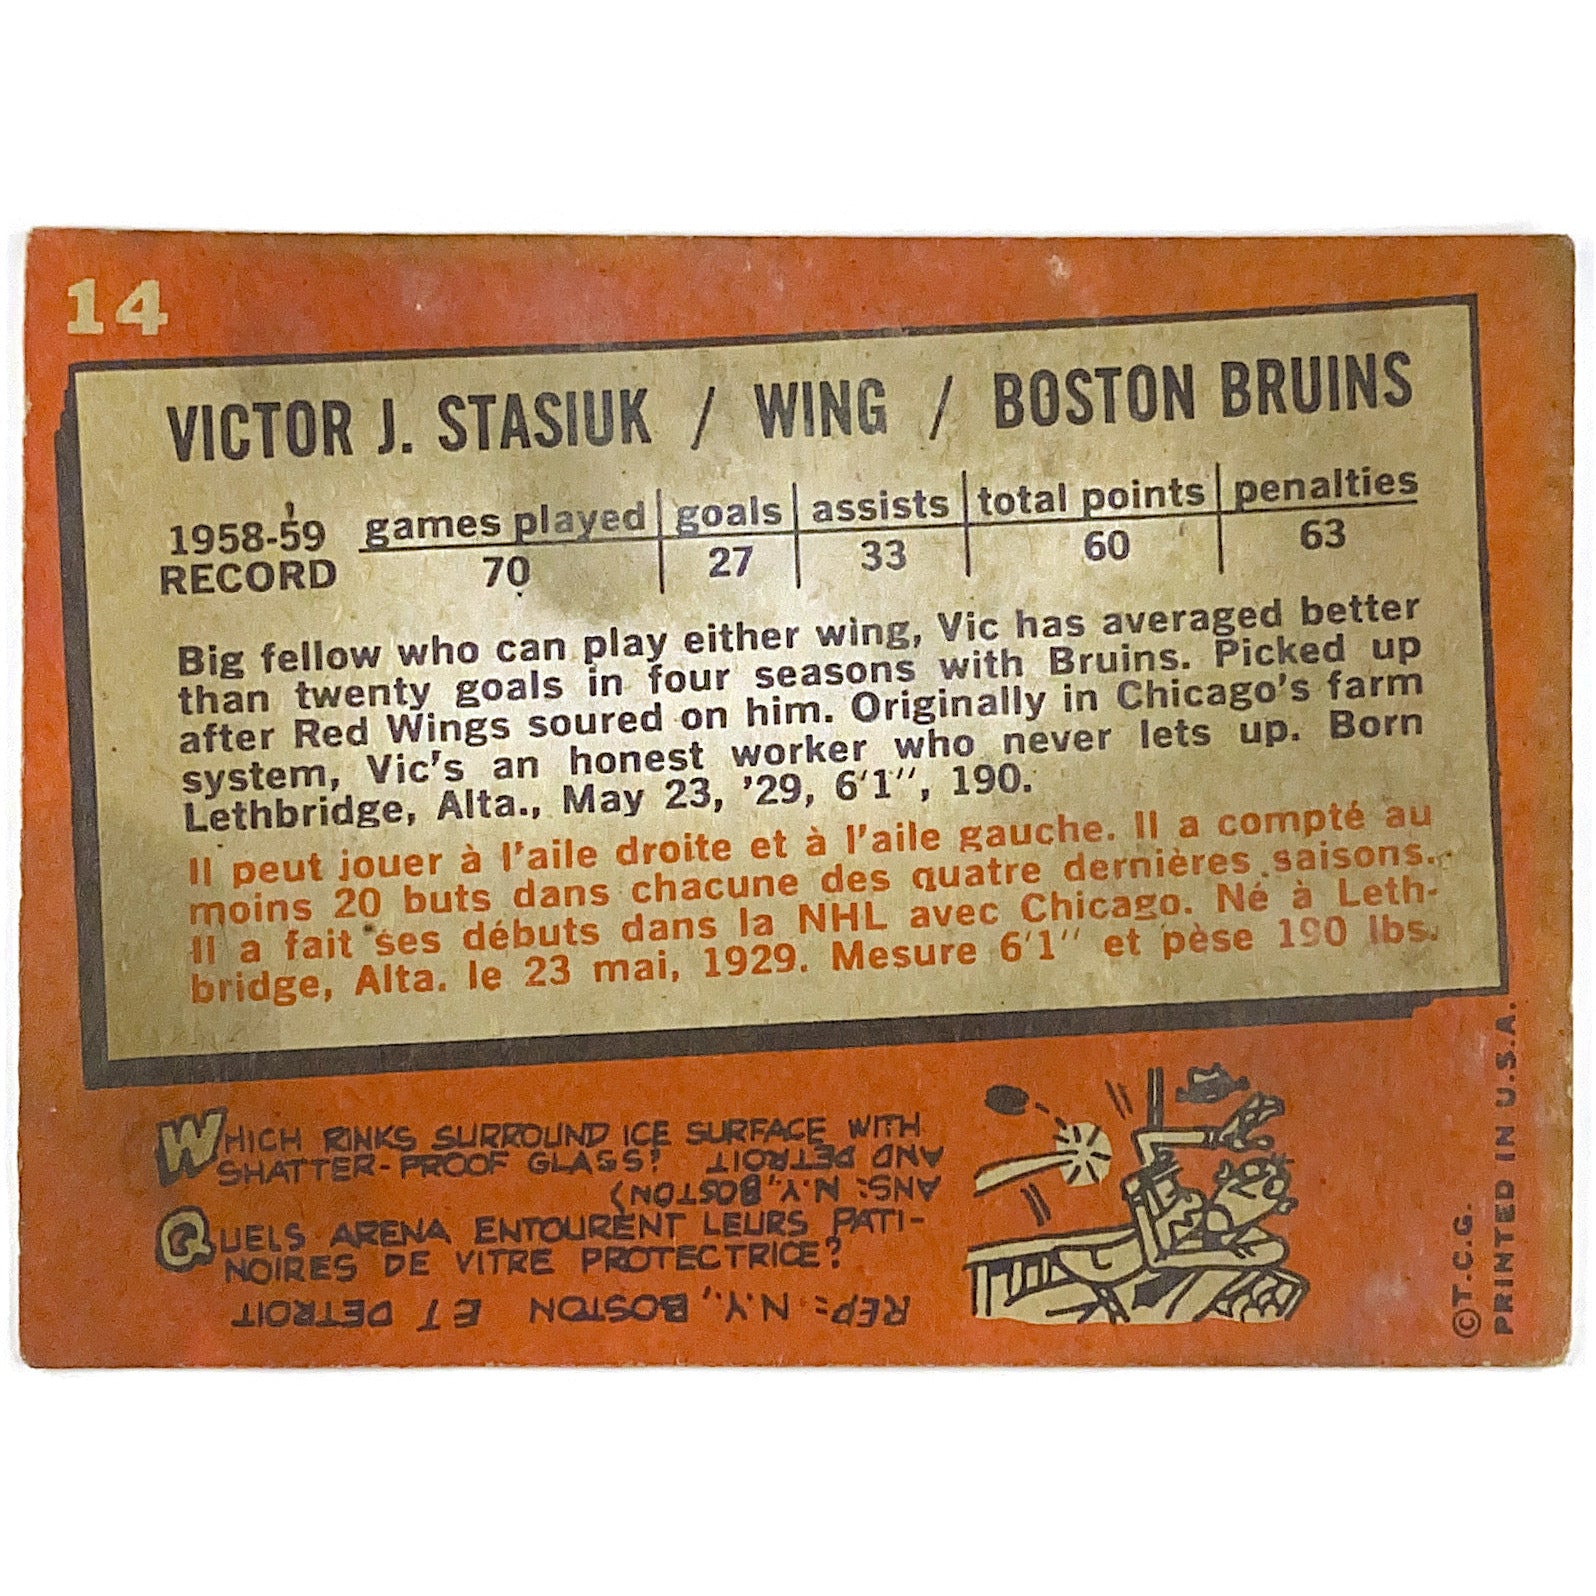 14
VICTOR J. STASIUK / WING / BOSTON BRUINS
1958-59 RECORD games played goals assists total points penalties
70 27 33 60 63
Big fellow who can play either wing, Vic has averaged better
than twenty goals in four seasons with Bruins. Picked up
after Red Wings soured on him. Originally in Chicago's farm
system, Vic's an honest worker who never lets up. Born
Lethbridge, Alta., May 23, '29, 6'1", 190.
Il peut jouer à l'aile droite et à l'aile gauche. Il a compté au
moins 20 buts dans chacune des quatre dernières saisons.
Il a fait ses débuts dans la NHL avec Chicago. Né à Leth-
bridge, Alta. le 23 mai, 1929. Mesure 6'1" et pèse 190 lbs.
WHICH RINKS SURROUND ICE SURFACE WITH
SHATTER-PROOF GLASS?
ANS: N.Y., BOSTON,
AND DETROIT
QUELS ARENA ENTOURENT LEURS PATI-
NOIRES DE VITRE PROTECTRICE?
REP: N.Y., BOSTON ET DETROIT
©T.C.G.
PRINTED IN U.S.A.